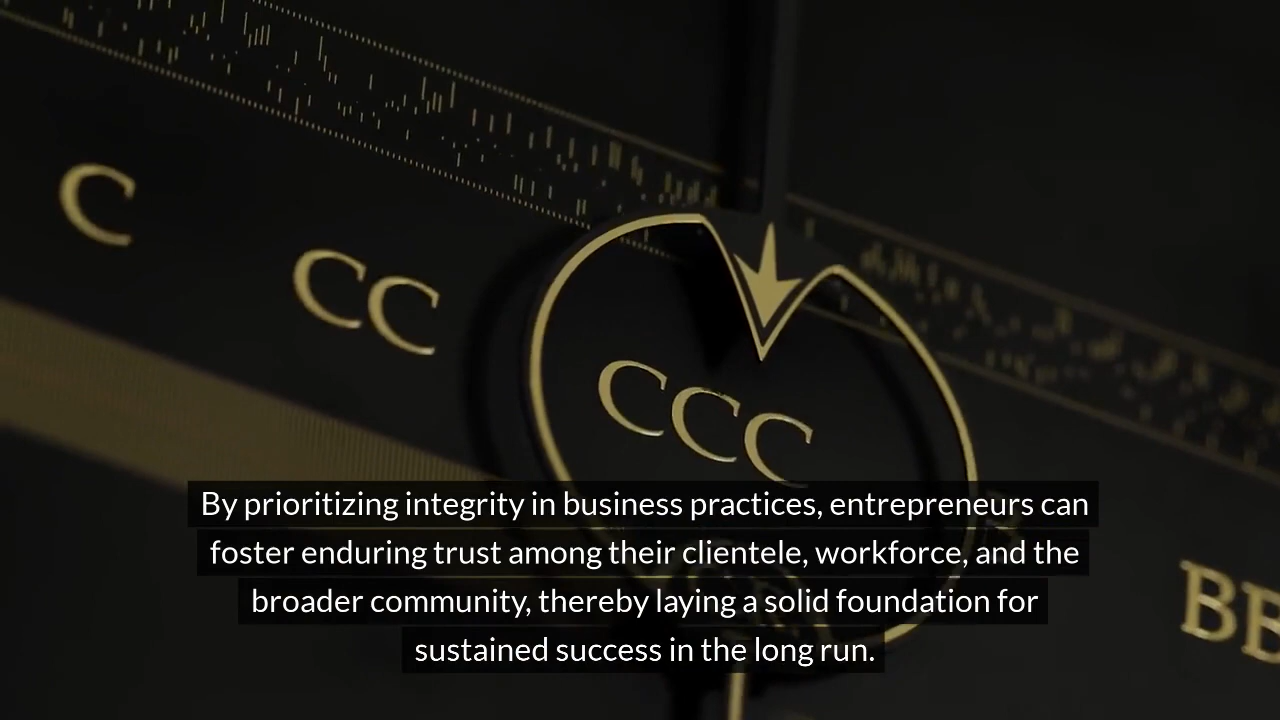 C
CC
CCC
BB
By prioritizing integrity in business practices, entrepreneurs can
foster enduring trust among their clientele, workforce, and the
broader community, thereby laying a solid foundation for
sustained success in the long run.